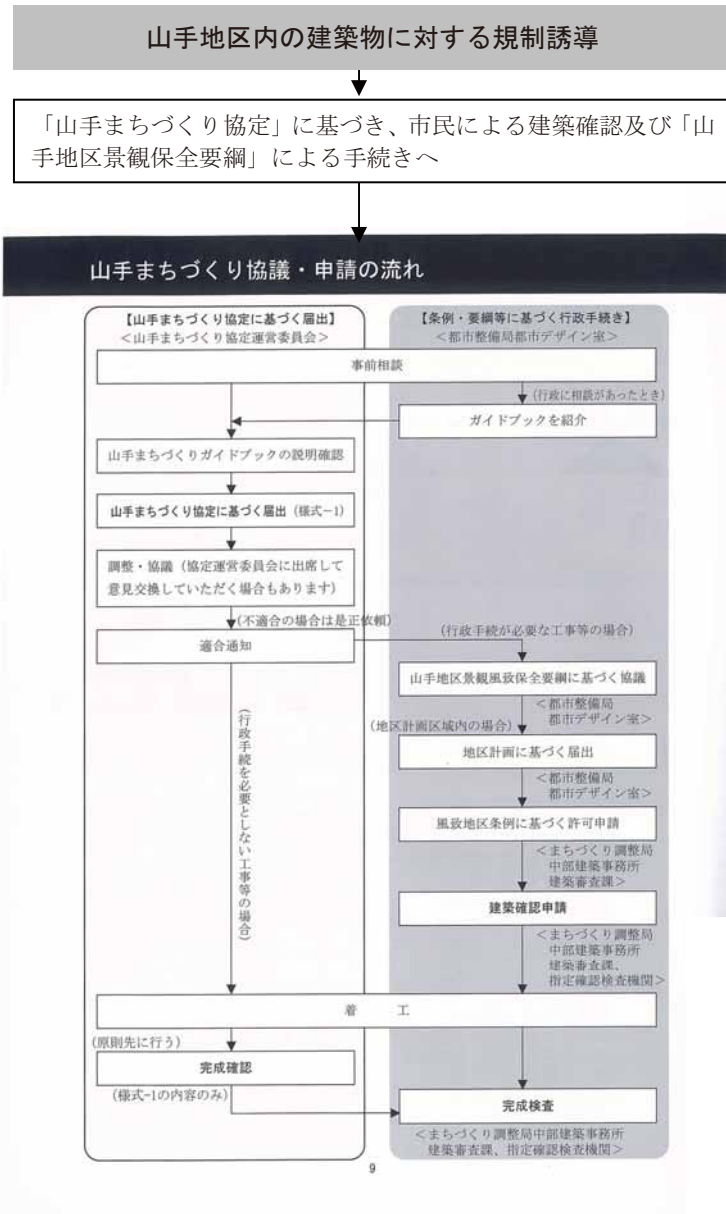 山手地区内の建築物に対する規制誘導
「山手まちづくり協定」に基づき、市民による建築確認及び「山
手地区景観保全要綱」による手続きへ
山手まちづくり協議・申請の流れ
【山手まちづくり協定に基づく届出】
<山手まちづくり協定運営委員会>
【条例・要綱等に基づく行政手続き】
<都市整備局都市デザイン室>
事前相談
(行政に相談があったとき)
ガイドブックを紹介
山手まちづくりガイドブックの説明確認
山手まちづくり協定に基づく届出(様式−1)
調整・協議(協定運営委員会に出席して
意見交換していただく場合もあります)
(不適合の場合は是正依頼)
適合通知
(行政手続が必要な工事等の場合)
山手地区景観風致保全要綱に基づく協議
<都市整備局
都市デザイン室>
(地区計画区域内の場合)
地区計画に基づく届出
<都市整備局
都市デザイン室>
風致地区条例に基づく許可申請
<まちづくり調整局
中部建築事務所
建築審査課>
建築確認申請
<まちづくり調整局
中部建築事務所
建築審査課、
指定確認検査機関>
(行政手続を必要としない工事等の場合)
着 工
(原則先に行う)
完成確認
(様式−1の内容のみ)
完成検査
<まちづくり調整局中部建築事務所
建築審査課、指定確認検査機関>
9